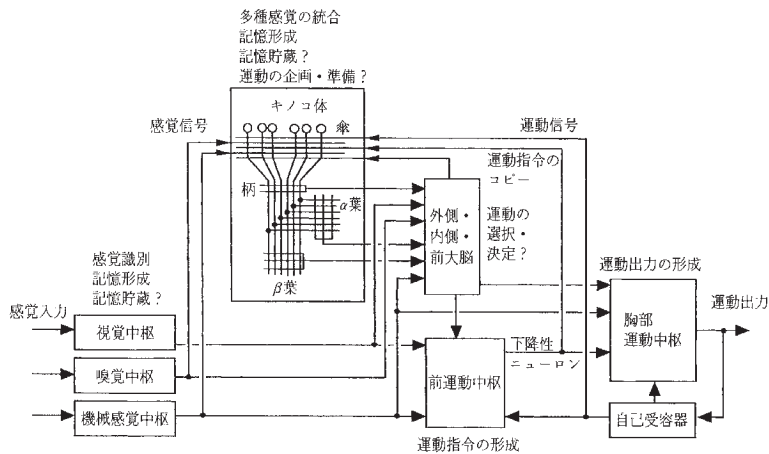 多種感覚の統合
記憶形成
記憶貯蔵?
運動の企画・準備?
キノコ体
傘
感覚信号
運動信号
運動指令の
コピー
柄
α葉
β葉
外側・
内側・
前大脳
運動の
選択・
決定?
感覚識別
記憶形成
記憶貯蔵?
運動出力の形成
感覚入力
運動出力
視覚中枢
嗅覚中枢
機械感覚中枢
下降性
ニューロン
前運動中枢
胸部
運動中枢
自己受容器
運動指令の形成